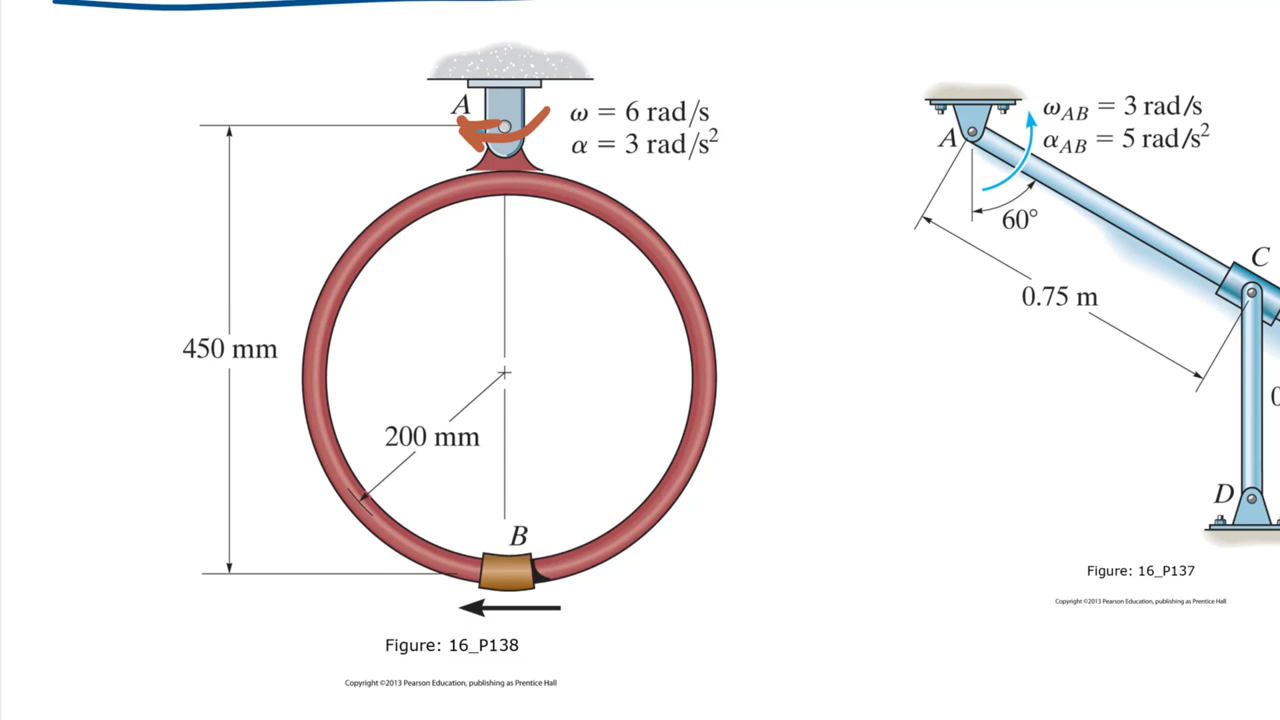 A
ω = 6 rad/s
α = 3 rad/s²
450 mm
200 mm
B
Figure: 16_P138
Copyright ©2013 Pearson Education, publishing as Prentice Hall
ω_AB = 3 rad/s
A
α_AB = 5 rad/s²
60°
C
0.75 m
0
D
Figure: 16_P137
Copyright ©2013 Pearson Education, publishing as Prentice Hall